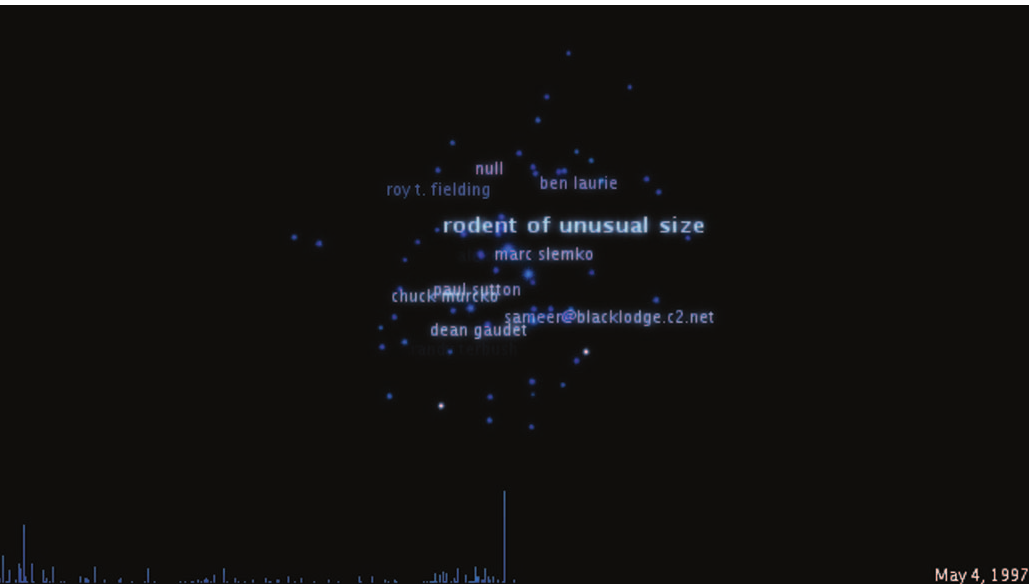 null
ben laurie
roy t. fielding
rodent of unusual size
marc slemko
paul sutton
chuck murcko
sameer@blacklodge.c2.net
dean gaudet
May 4, 1997